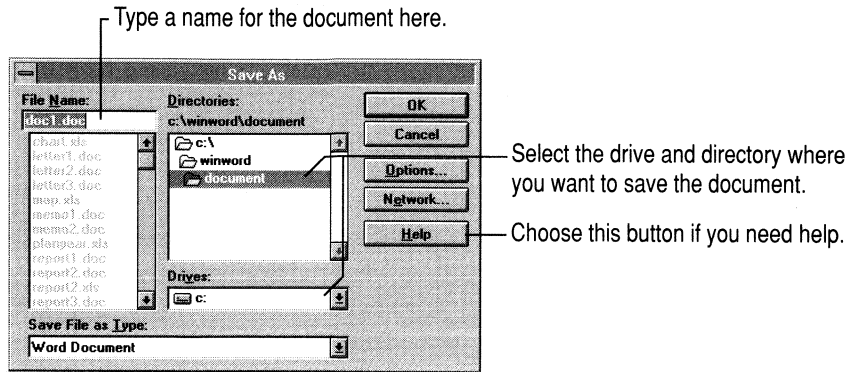 Type a name for the document here.
Save As
File Name:
doc1.doc
chart.xls
letter1.doc
letter2.doc
letter3.doc
map.xls
memo1.doc
memo2.doc
planyear.xls
report1.doc
report2.doc
report2.xls
report3.doc
Directories:
c:\winword\document
c:\
winword
document
Drives:
c:
Save File as Type:
Word Document
OK
Cancel
Options...
Network...
Help
Select the drive and directory where
you want to save the document.
Choose this button if you need help.